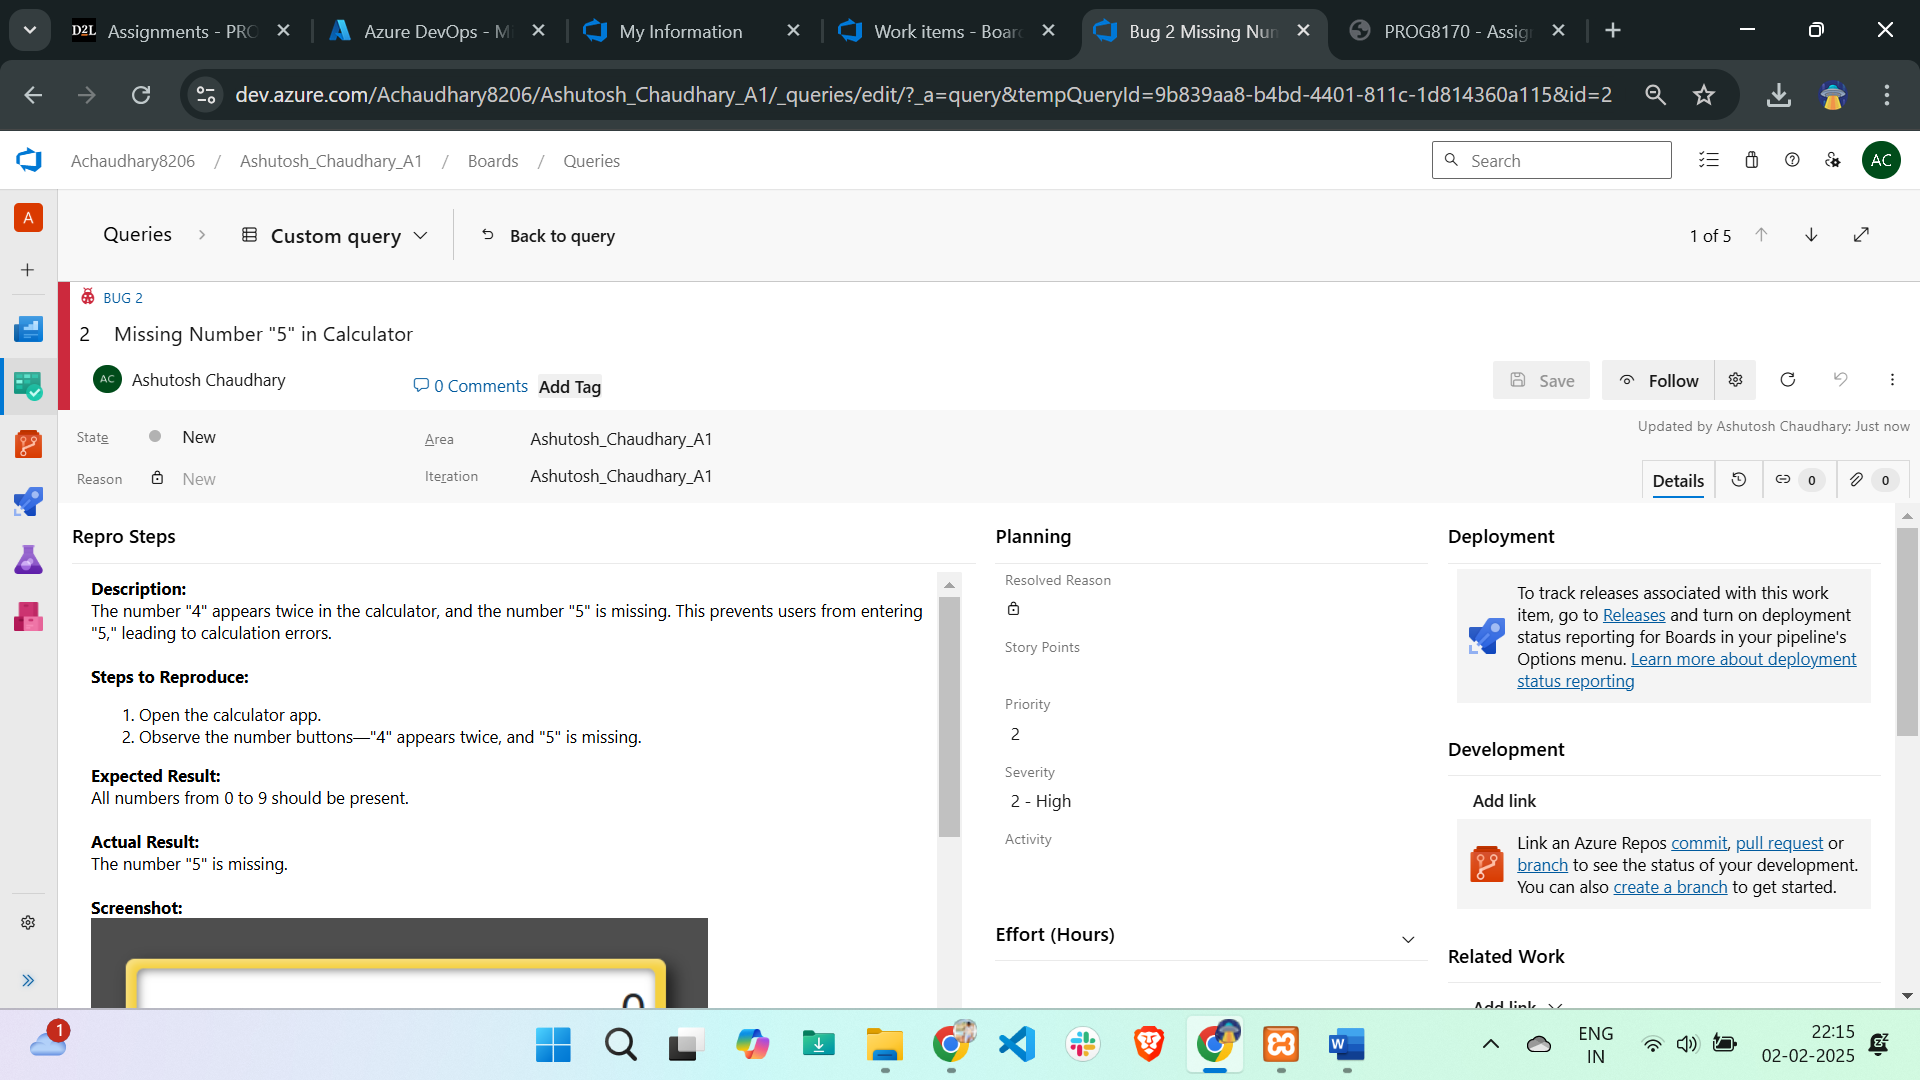 D2L Assignments - PRO
Azure DevOps - Mi
My Information
Work items - Board
Bug 2 Missing Num
PROG8170 - Assig
dev.azure.com/Achaudhary8206/Ashutosh_Chaudhary_A1/_queries/edit/?_a=query&tempQueryId=9b839aa8-b4bd-4401-811c-1d814360a115&id=2
Achaudhary8206 / Ashutosh_Chaudhary_A1 / Boards / Queries
Search
AC
A
Queries
Custom query
Back to query
1 of 5
BUG 2
2 Missing Number "5" in Calculator
AC Ashutosh Chaudhary
0 Comments
Add Tag
Save
Follow
State New
Area Ashutosh_Chaudhary_A1
Updated by Ashutosh Chaudhary: Just now
Reason New
Iteration Ashutosh_Chaudhary_A1
Details
0
0
Repro Steps
Description:
The number "4" appears twice in the calculator, and the number "5" is missing. This prevents users from entering
"5," leading to calculation errors.
Steps to Reproduce:
1. Open the calculator app.
2. Observe the number buttons—"4" appears twice, and "5" is missing.
Expected Result:
All numbers from 0 to 9 should be present.
Actual Result:
The number "5" is missing.
Screenshot:
0
Planning
Resolved Reason
Story Points
Priority
2
Severity
2 - High
Activity
Effort (Hours)
Deployment
To track releases associated with this work
item, go to Releases and turn on deployment
status reporting for Boards in your pipeline's
Options menu. Learn more about deployment
status reporting
Development
Add link
Link an Azure Repos commit, pull request or
branch to see the status of your development.
You can also create a branch to get started.
Related Work
Add link
1
W
ENG
IN
22:15
02-02-2025